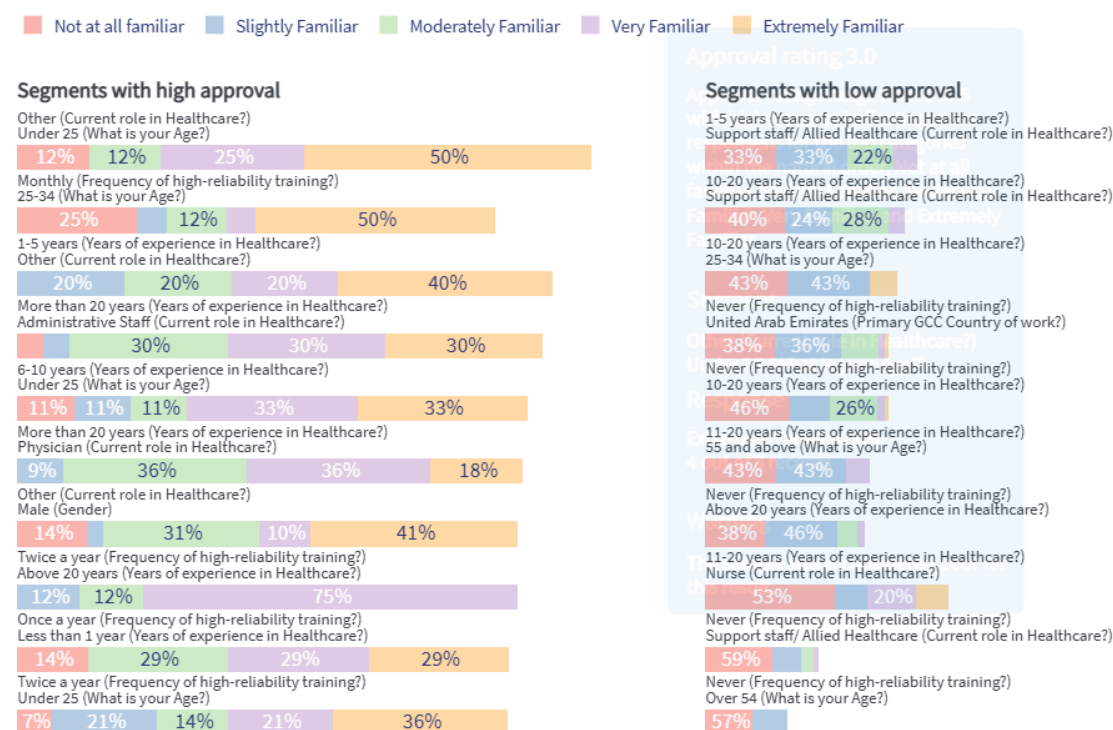 Not at all familiar Slightly Familiar Moderately Familiar Very Familiar Extremely Familiar
Approval rating 3.0
Segments with high approval
Other (Current role in Healthcare?)
Under 25 (What is your Age?)
12% 12% 25% 50%
Monthly (Frequency of high-reliability training?)
25-34 (What is your Age?)
25% 12% 50%
1-5 years (Years of experience in Healthcare?)
Other (Current role in Healthcare?)
20% 20% 20% 40%
More than 20 years (Years of experience in Healthcare?)
Administrative Staff (Current role in Healthcare?)
30% 30% 30%
6-10 years (Years of experience in Healthcare?)
Under 25 (What is your Age?)
11% 11% 11% 33% 33%
More than 20 years (Years of experience in Healthcare?)
Physician (Current role in Healthcare?)
9% 36% 36% 18%
Other (Current role in Healthcare?)
Male (Gender)
14% 31% 10% 41%
Twice a year (Frequency of high-reliability training?)
Above 20 years (Years of experience in Healthcare?)
12% 12% 75%
Once a year (Frequency of high-reliability training?)
Less than 1 year (Years of experience in Healthcare?)
14% 29% 29% 29%
Twice a year (Frequency of high-reliability training?)
Under 25 (What is your Age?)
7% 21% 14% 21% 36%
Segments with low approval
1-5 years (Years of experience in Healthcare?)
Support staff/ Allied Healthcare (Current role in Healthcare?)
33% 33% 22%
10-20 years (Years of experience in Healthcare?)
Support staff/ Allied Healthcare (Current role in Healthcare?)
40% 24% 28%
and Extremely
10-20 years (Years of experience in Healthcare?)
25-34 (What is your Age?)
43% 43%
Never (Frequency of high-reliability training?)
United Arab Emirates (Primary GCC Country of work?)
38% 36%
Never (Frequency of high-reliability training?)
10-20 years (Years of experience in Healthcare?)
46% 26%
11-20 years (Years of experience in Healthcare?)
55 and above (What is your Age?)
43% 43%
Never (Frequency of high-reliability training?)
Above 20 years (Years of experience in Healthcare?)
38% 46%
11-20 years (Years of experience in Healthcare?)
Nurse (Current role in Healthcare?)
53% 20%
Never (Frequency of high-reliability training?)
Support staff/ Allied Healthcare (Current role in Healthcare?)
59%
Never (Frequency of high-reliability training?)
Over 54 (What is your Age?)
57%